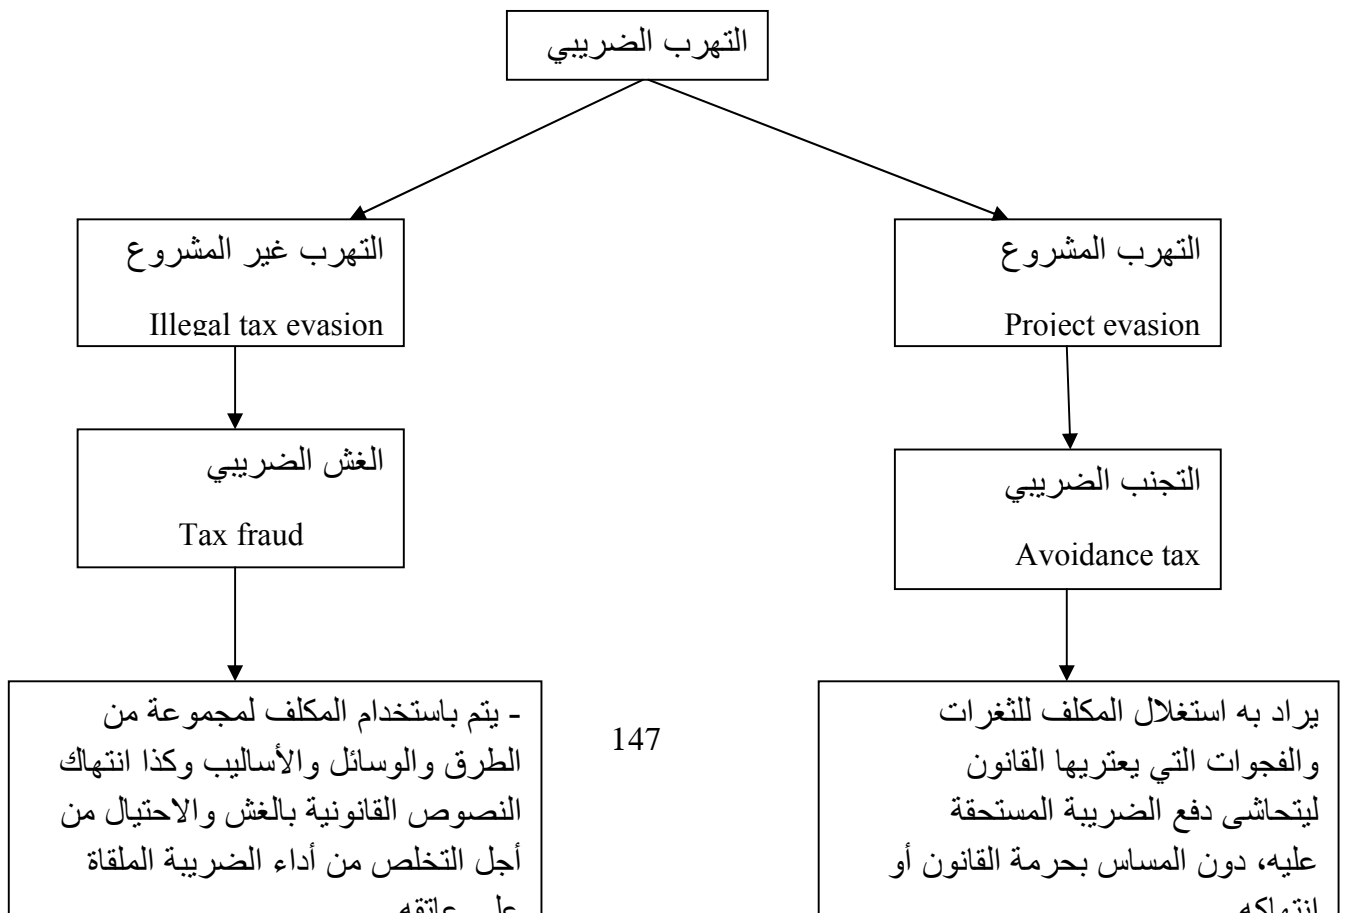 التهرب الضريبي
التهرب المشروع
Project evasion
التهرب غير المشروع
Illegal tax evasion
التجنب الضريبي
Avoidance tax
الغش الضريبي
Tax fraud
يراد به استغلال المكلف للثغرات
والفجوات التي يعتريها القانون
ليتحاشى دفع الضريبة المستحقة
عليه، دون المساس بحرمة القانون أو
انتهاكه
- يتم باستخدام المكلف لمجموعة من
الطرق والوسائل والأساليب وكذا انتهاك
النصوص القانونية بالغش والاحتيال من
أجل التخلص من أداء الضريبة الملقاة
على عاتقه
147